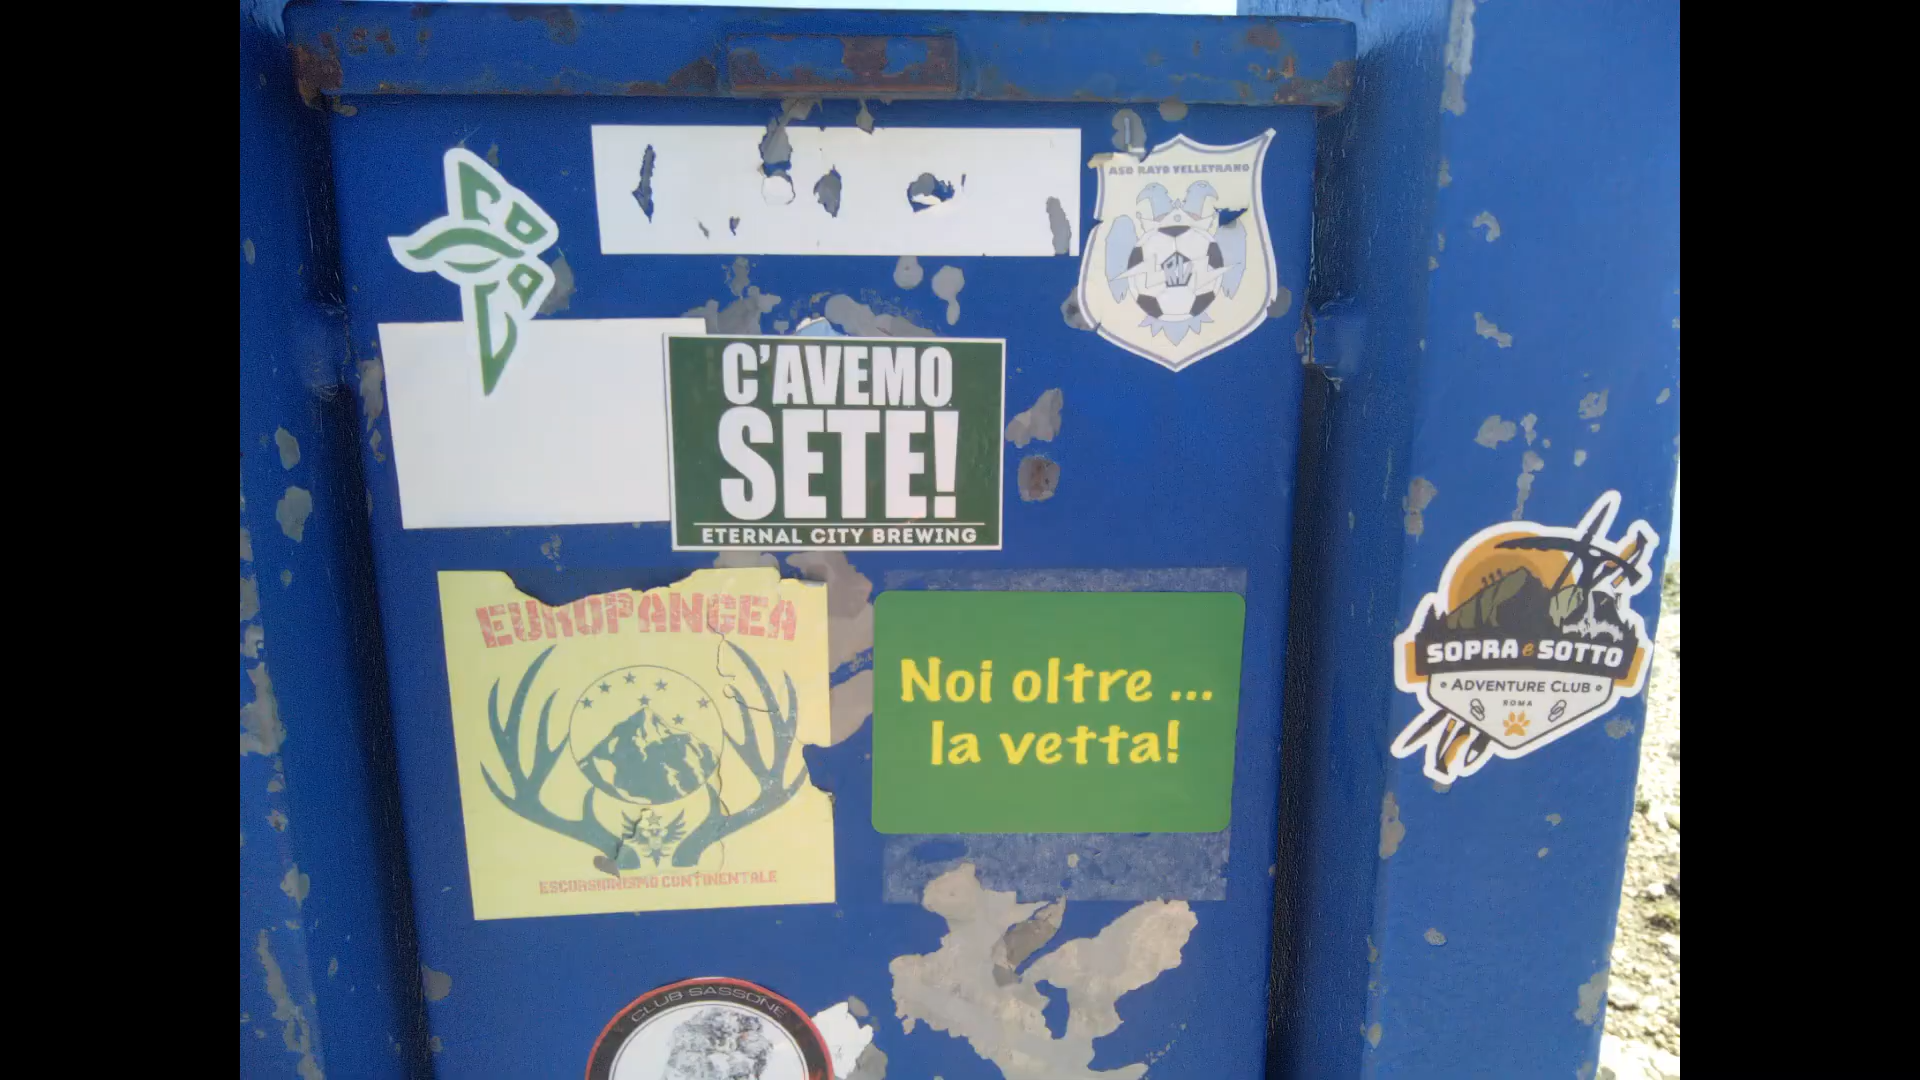 ASD RAYO VELLETRANO
C'AVEMO
SETE!
ETERNAL CITY BREWING
EUROPANGEA
ESCURSIONISMO CONTINENTALE
Noi oltre ...
la vetta!
SOPRA e SOTTO
• ADVENTURE CLUB •
ROMA
CLUB SASSONE